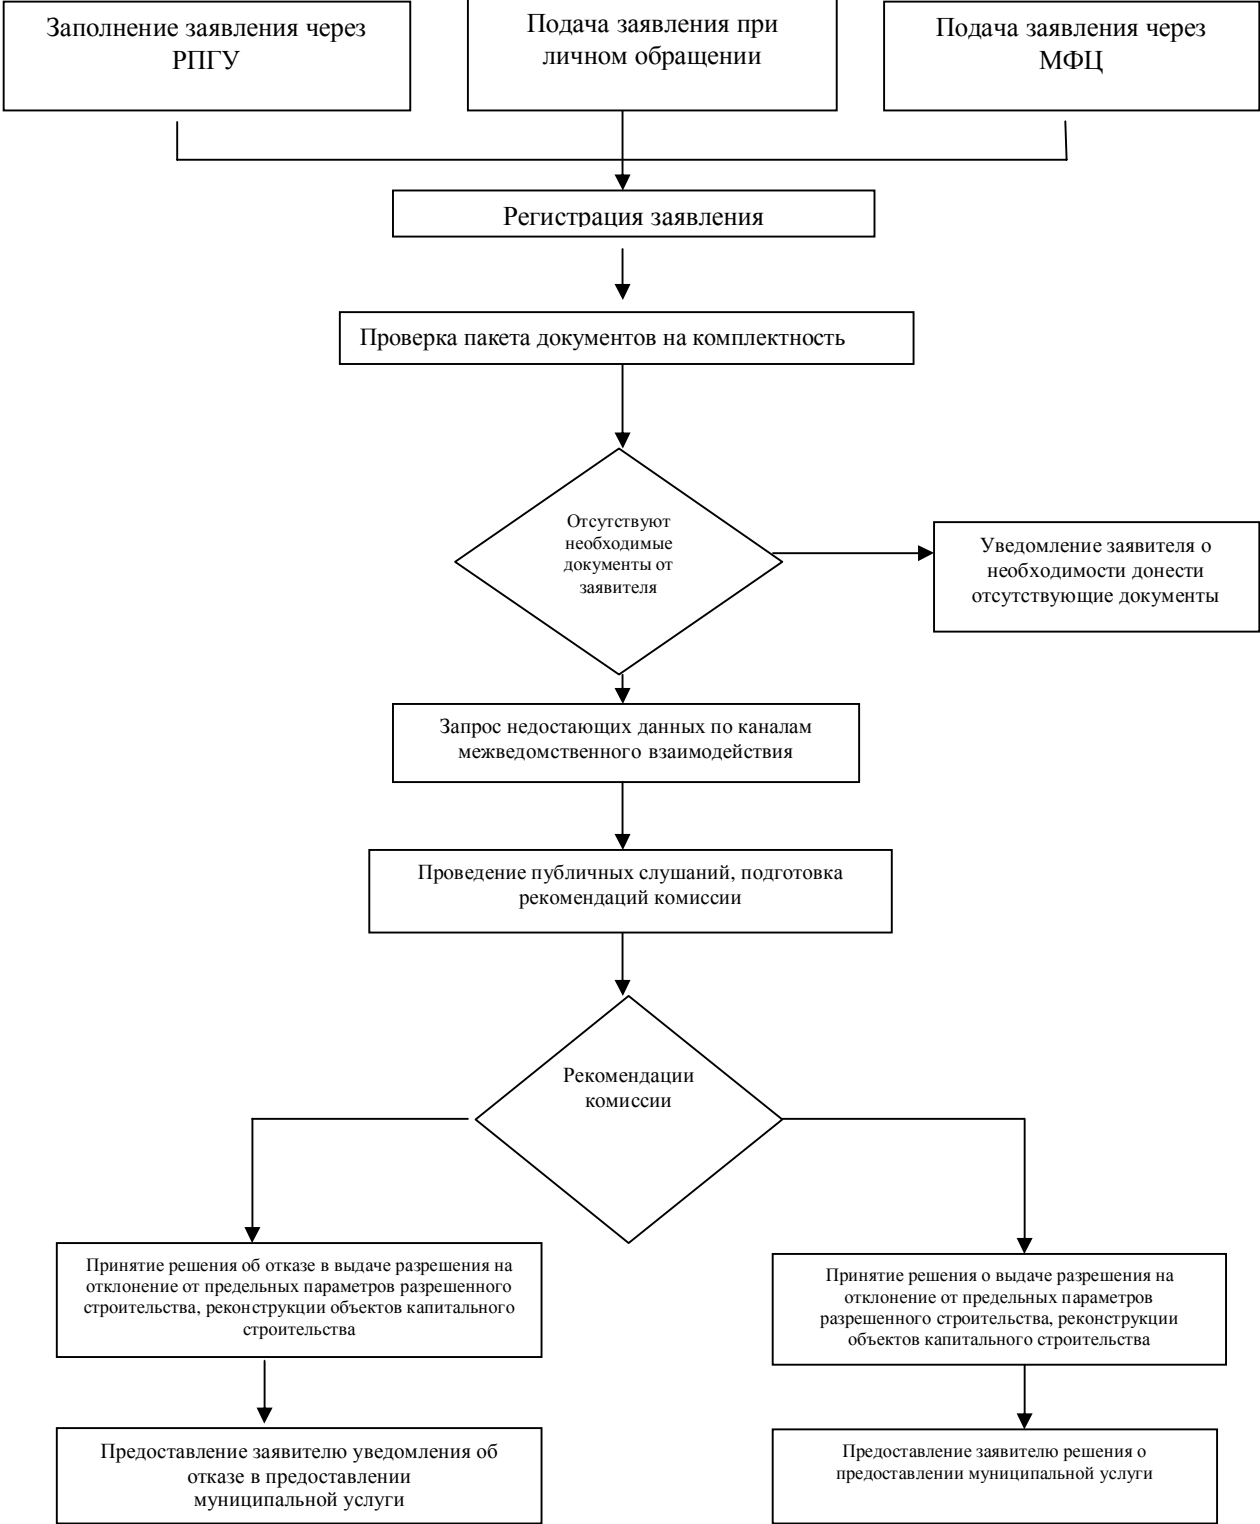 Заполнение заявления через
РПГУ
Подача заявления при
личном обращении
Подача заявления через
МФЦ
Регистрация заявления
Проверка пакета документов на комплектность
Отсутствуют
необходимые
документы от
заявителя
Уведомление заявителя о
необходимости донести
отсутствующие документы
Запрос недостающих данных по каналам
межведомственного взаимодействия
Проведение публичных слушаний, подготовка
рекомендаций комиссии
Рекомендации
комиссии
Принятие решения об отказе в выдаче разрешения на
отклонение от предельных параметров разрешенного
строительства, реконструкции объектов капитального
строительства
Принятие решения о выдаче разрешения на
отклонение от предельных параметров
разрешенного строительства, реконструкции
объектов капитального строительства
Предоставление заявителю уведомления об
отказе в предоставлении
муниципальной услуги
Предоставление заявителю решения о
предоставлении муниципальной услуги